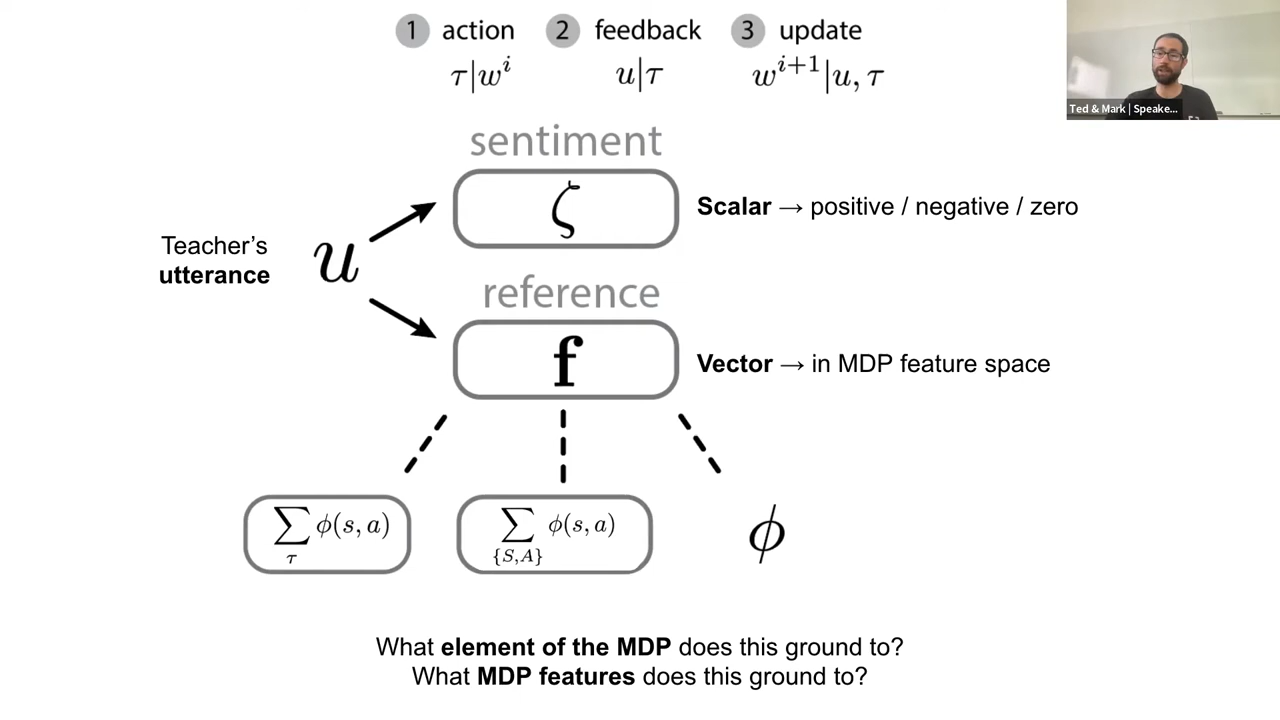 1 action 2 feedback 3 update
τ|wⁱ u|τ wⁱ⁺¹|u, τ
Ted & Mark | Speake...
sentiment
ζ
Scalar → positive / negative / zero
Teacher's
utterance
u
reference
f
Vector → in MDP feature space
∑ ϕ(s, a) ∑ ϕ(s, a) ϕ
τ {S,A}
What element of the MDP does this ground to?
What MDP features does this ground to?